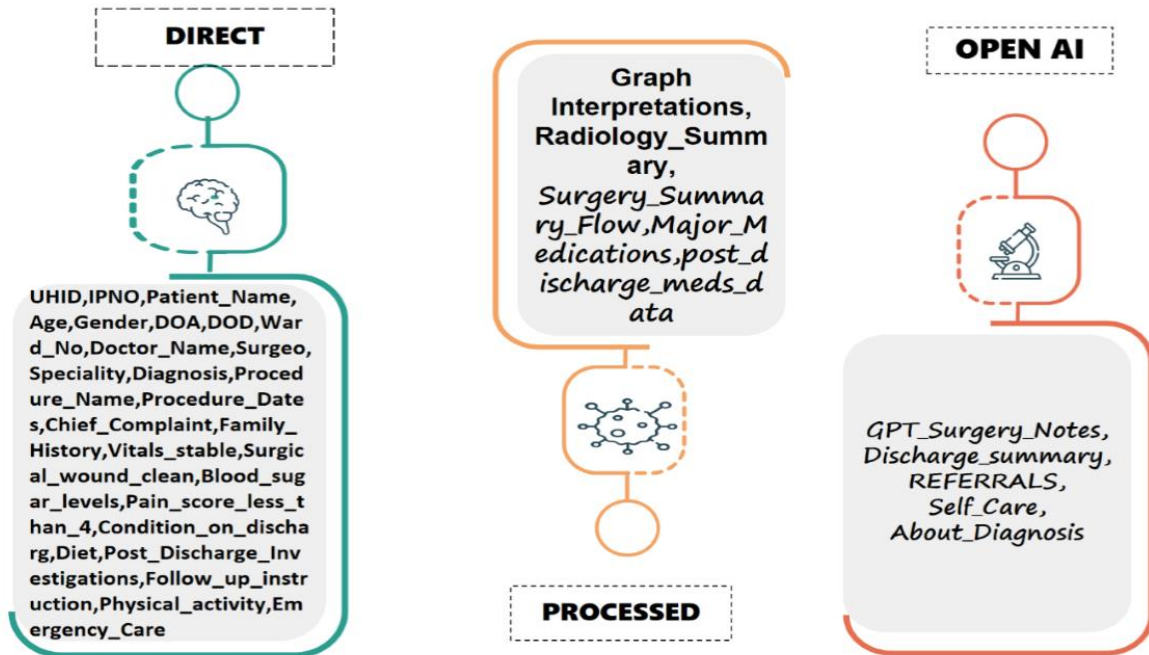 DIRECT
UHID,IPNO,Patient_Name,
Age,Gender,DOA,DOD,War
d_No,Doctor_Name,Surgeo,
Speciality,Diagnosis,Proced
ure_Name,Procedure_Date
s,Chief_Complaint,Family_
History,Vitals_stable,Surgic
al_wound_clean,Blood_sug
ar_levels,Pain_score_less_t
han_4,Condition_on_discha
rg,Diet,Post_Discharge_Inv
estigations,Follow_up_instr
uction,Physical_activity,Em
ergency_Care
Graph
Interpretations,
Radiology_Summ
ary,
Surgery_Summa
ry_Flow,Major_M
edications,post_d
ischarge_meds_d
ata
PROCESSED
OPEN AI
GPT_Surgery_Notes,
Discharge_summary,
REFERRALS,
Self_Care,
About_Diagnosis